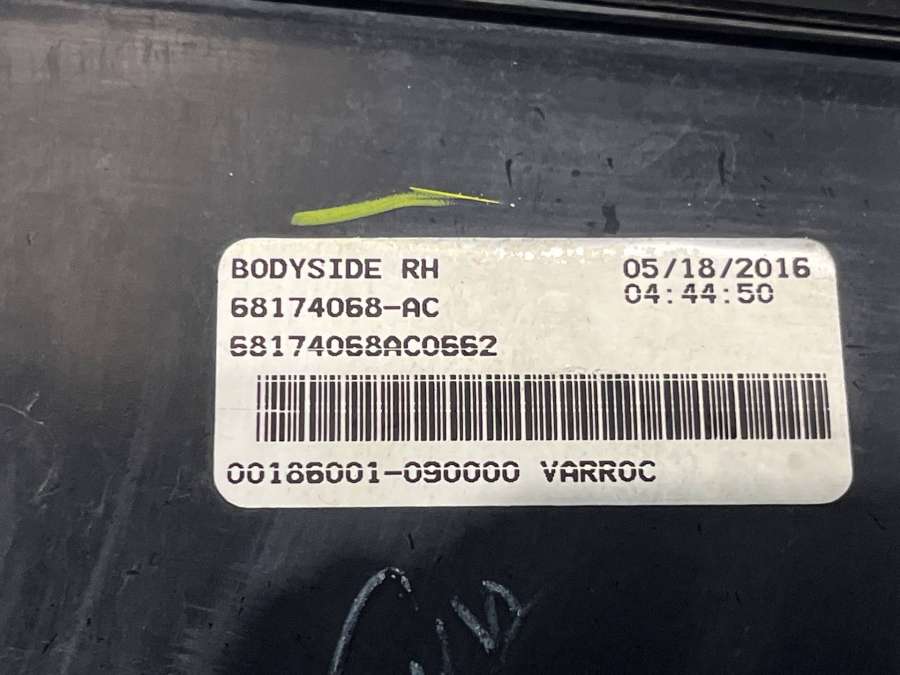 BODYSIDE RH
05/18/2016
68174068-AC
04:44:50
68174068AC0662
00186001-090000 VARROC